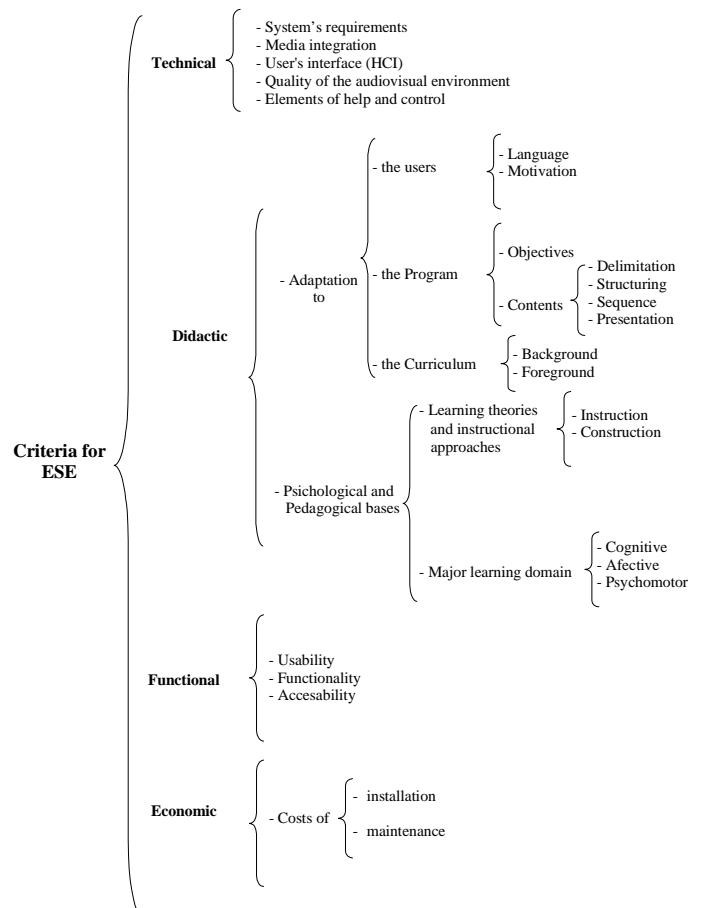 Criteria for
ESE
Technical
- System's requirements
- Media integration
- User's interface (HCI)
- Quality of the audiovisual environment
- Elements of help and control
Didactic
- Adaptation
to
- the users
- Language
- Motivation
- the Program
- Objectives
- Contents
- Delimitation
- Structuring
- Sequence
- Presentation
- the Curriculum
- Background
- Foreground
- Psichological and
Pedagogical bases
- Learning theories
and instructional
approaches
- Instruction
- Construction
- Major learning domain
- Cognitive
- Afective
- Psychomotor
Functional
- Usability
- Functionality
- Accesability
Economic
- Costs of
- installation
- maintenance